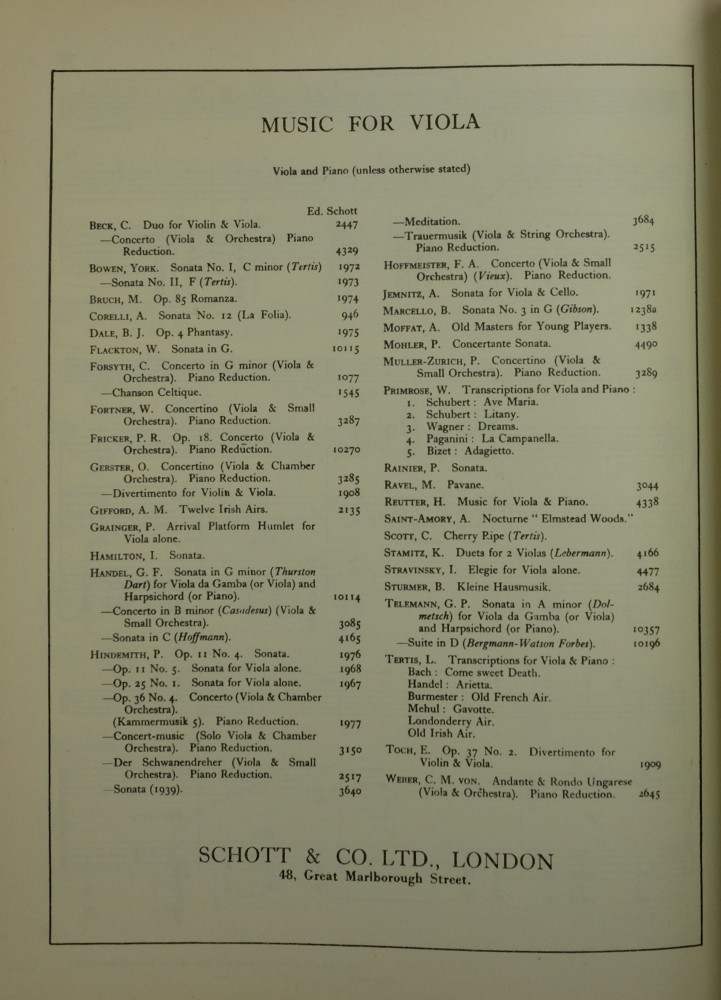 MUSIC FOR VIOLA
Viola and Piano (unless otherwise stated)
Ed. Schott
BECK, C. Duo for Violin & Viola. 2447
—Concerto (Viola & Orchestra) Piano
Reduction. 4329
BOWEN, YORK. Sonata No. I, C minor (Tertis) 1972
—Sonata No. II, F (Tertis). 1973
BRUCH, M. Op. 85 Romanza. 1974
CORELLI, A. Sonata No. 12 (La Folia). 946
DALE, B. J. Op. 4 Phantasy. 1975
FLACKTON, W. Sonata in G. 10115
FORSYTH, C. Concerto in G minor (Viola &
Orchestra). Piano Reduction. 1077
—Chanson Celtique. 1545
FORTNER, W. Concertino (Viola & Small
Orchestra). Piano Reduction. 3287
FRICKER, P. R. Op. 18. Concerto (Viola &
Orchestra). Piano Reduction. 10270
GERSTER, O. Concertino (Viola & Chamber
Orchestra). Piano Reduction. 3285
—Divertimento for Violin & Viola. 1908
GIFFORD, A. M. Twelve Irish Airs. 2135
GRAINGER, P. Arrival Platform Humlet for
Viola alone.
HAMILTON, I. Sonata.
HANDEL, G. F. Sonata in G minor (Thurston
Dart) for Viola da Gamba (or Viola) and
Harpsichord (or Piano). 10114
—Concerto in B minor (Casadesus) (Viola &
Small Orchestra). 3085
—Sonata in C (Hoffmann). 4165
HINDEMITH, P. Op. 11 No. 4. Sonata. 1976
—Op. 11 No. 5. Sonata for Viola alone. 1968
—Op. 25 No. 1. Sonata for Viola alone. 1967
—Op. 36 No. 4. Concerto (Viola & Chamber
Orchestra).
(Kammermusik 5). Piano Reduction. 1977
—Concert-music (Solo Viola & Chamber
Orchestra). Piano Reduction. 3150
—Der Schwanendreher (Viola & Small
Orchestra). Piano Reduction. 2517
—Sonata (1939). 3640
—Meditation. 3684
—Trauermusik (Viola & String Orchestra).
Piano Reduction. 2515
HOFFMEISTER, F. A. Concerto (Viola & Small
Orchestra) (Vieux). Piano Reduction.
JEMNITZ, A. Sonata for Viola & Cello. 1971
MARCELLO, B. Sonata No. 3 in G (Gibson). 1238a
MOFFAT, A. Old Masters for Young Players. 1338
MOHLER, P. Concertante Sonata. 4490
MULLER-ZURICH, P. Concertino (Viola &
Small Orchestra). Piano Reduction. 3289
PRIMROSE, W. Transcriptions for Viola and Piano :
1. Schubert : Ave Maria.
2. Schubert : Litany.
3. Wagner : Dreams.
4. Paganini : La Campanella.
5. Bizet : Adagietto.
RAINIER, P. Sonata.
RAVEL, M. Pavane. 3044
REUTTER, H. Music for Viola & Piano. 4338
SAINT-AMORY, A. Nocturne " Elmstead Woods."
SCOTT, C. Cherry Ripe (Tertis).
STAMITZ, K. Duets for 2 Violas (Lebermann). 4166
STRAVINSKY, I. Elegie for Viola alone. 4477
STURMER, B. Kleine Hausmusik. 2684
TELEMANN, G. P. Sonata in A minor (Dol-
metsch) for Viola da Gamba (or Viola)
and Harpsichord (or Piano). 10357
—Suite in D (Bergmann-Watson Forbes). 10196
TERTIS, L. Transcriptions for Viola & Piano :
Bach : Come sweet Death.
Handel : Arietta.
Burmester : Old French Air.
Mehul : Gavotte.
Londonderry Air.
Old Irish Air.
TOCH, E. Op. 37 No. 2. Divertimento for
Violin & Viola. 1909
WEBER, C. M. VON. Andante & Rondo Ungarese
(Viola & Orchestra). Piano Reduction. 2645
SCHOTT & CO. LTD., LONDON
48, Great Marlborough Street.